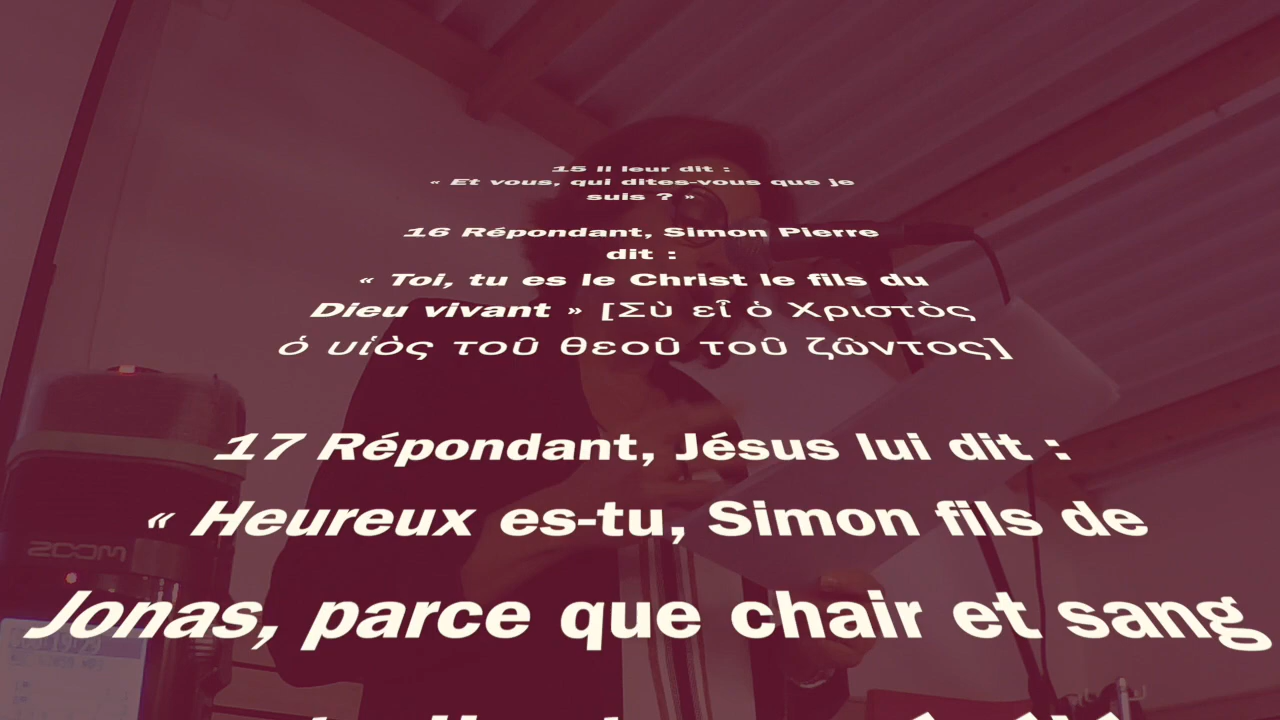 15 Il leur dit :
« Et vous, qui dites-vous que je
suis ? »
16 Répondant, Simon Pierre
dit :
« Toi, tu es le Christ le fils du
Dieu vivant » [Σὺ εἶ ὁ Χριστὸς
ὁ υἱὸς τοῦ θεοῦ τοῦ ζῶντος]
17 Répondant, Jésus lui dit :
« Heureux es-tu, Simon fils de
Jonas, parce que chair et sang
ZOOM